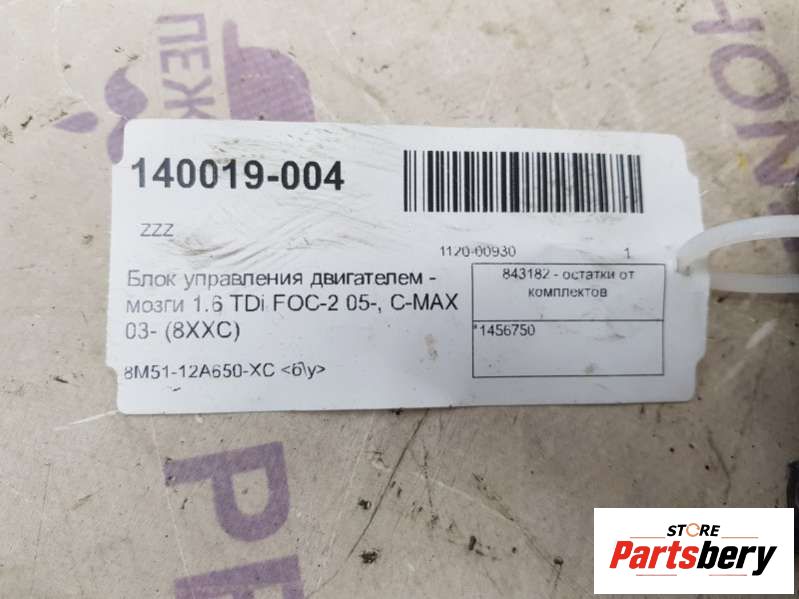 140019-004
ZZZ
1120-00930 1
Блок управления двигателем -
мозги 1.6 TDi FOC-2 05-, C-MAX
03- (8XXC)
8M51-12A650-XC <б\у>
843182 - остатки от
комплектов
*1456750
STORE
Partsbery